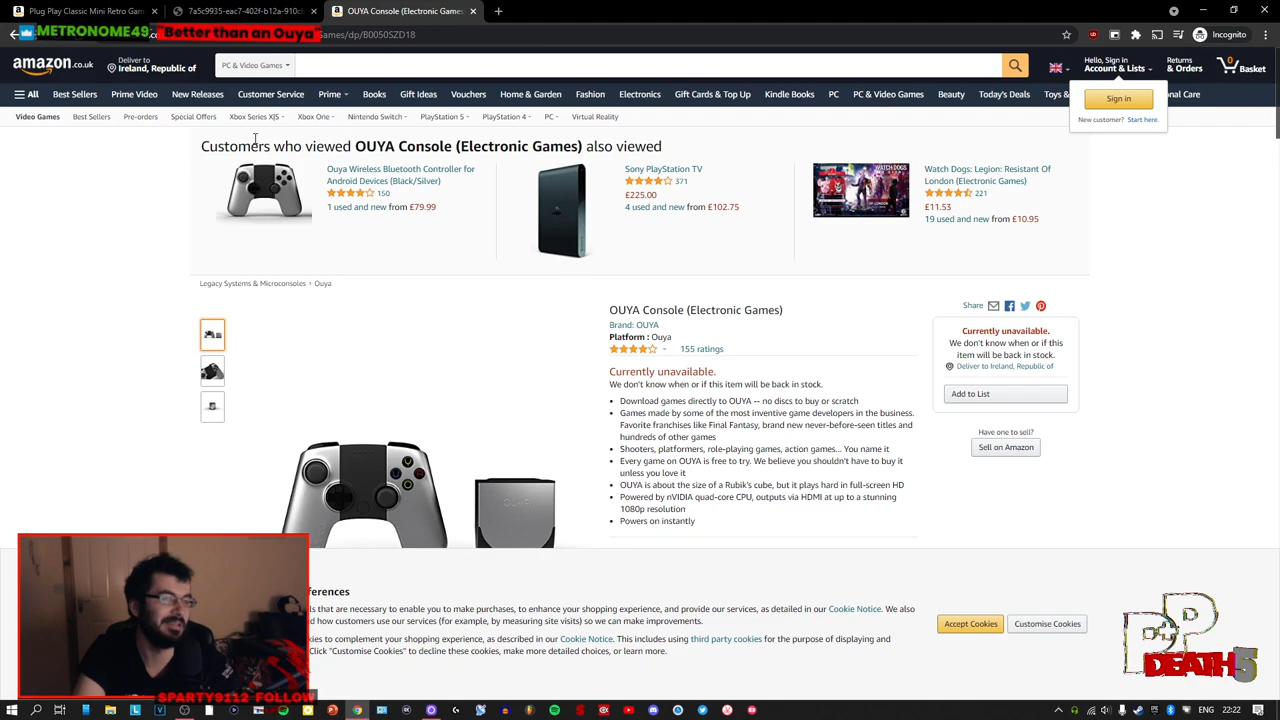 Plug Play Classic Mini Retro Gam
7a5c9935-eac7-402f-b12a-910cb
OUYA Console (Electronic Games)
METRONOME49: "Better than an Ouya"
Games/dp/B0050SZD18
Incognito
amazon.co.uk
Deliver to
Ireland, Republic of
PC & Video Games
Hello, Sign in
Account & Lists
Returns
& Orders
0
Basket
All
Best Sellers
Prime Video
New Releases
Customer Service
Prime
Books
Gift Ideas
Vouchers
Home & Garden
Fashion
Electronics
Gift Cards & Top Up
Kindle Books
PC
PC & Video Games
Beauty
Today's Deals
Toys & Games
nal Care
Sign in
New customer? Start here.
Video Games
Best Sellers
Pre-orders
Special Offers
Xbox Series X|S
Xbox One
Nintendo Switch
PlayStation 5
PlayStation 4
PC
Virtual Reality
Customers who viewed OUYA Console (Electronic Games) also viewed
Ouya Wireless Bluetooth Controller for
Android Devices (Black/Silver)
150
1 used and new from £79.99
Sony PlayStation TV
371
£225.00
4 used and new from £102.75
Watch Dogs: Legion: Resistant Of
London (Electronic Games)
221
£11.53
19 used and new from £10.95
Legacy Systems & Microconsoles › Ouya
OUYA Console (Electronic Games)
Brand: OUYA
Platform : Ouya
155 ratings
Currently unavailable.
We don't know when or if this item will be back in stock.
• Download games directly to OUYA -- no discs to buy or scratch
• Games made by some of the most inventive game developers in the business.
Favorite franchises like Final Fantasy, brand new never-before-seen titles and
hundreds of other games
• Shooters, platformers, role-playing games, action games... You name it
• Every game on OUYA is free to try. We believe you shouldn't have to buy it
unless you love it
• OUYA is about the size of a Rubik's cube, but it plays hard in full-screen HD
• Powered by nVIDIA quad-core CPU, outputs via HDMI at up to a stunning
1080p resolution
• Powers on instantly
Share
Currently unavailable.
We don't know when or if this
item will be back in stock.
Deliver to Ireland, Republic of
Add to List
Have one to sell?
Sell on Amazon
OUYA
ferences
ls that are necessary to enable you to make purchases, to enhance your shopping experience, and provide our services, as detailed in our Cookie Notice. We also
d how customers use our services (for example, by measuring site visits) so we can make improvements.
kies to complement your shopping experience, as described in our Cookie Notice. This includes using third party cookies for the purpose of displaying and
Click "Customise Cookies" to decline these cookies, make more detailed choices, or learn more.
Accept Cookies
Customise Cookies
DEATH
SPARTY9112 FOLLOW
ENG
22:22